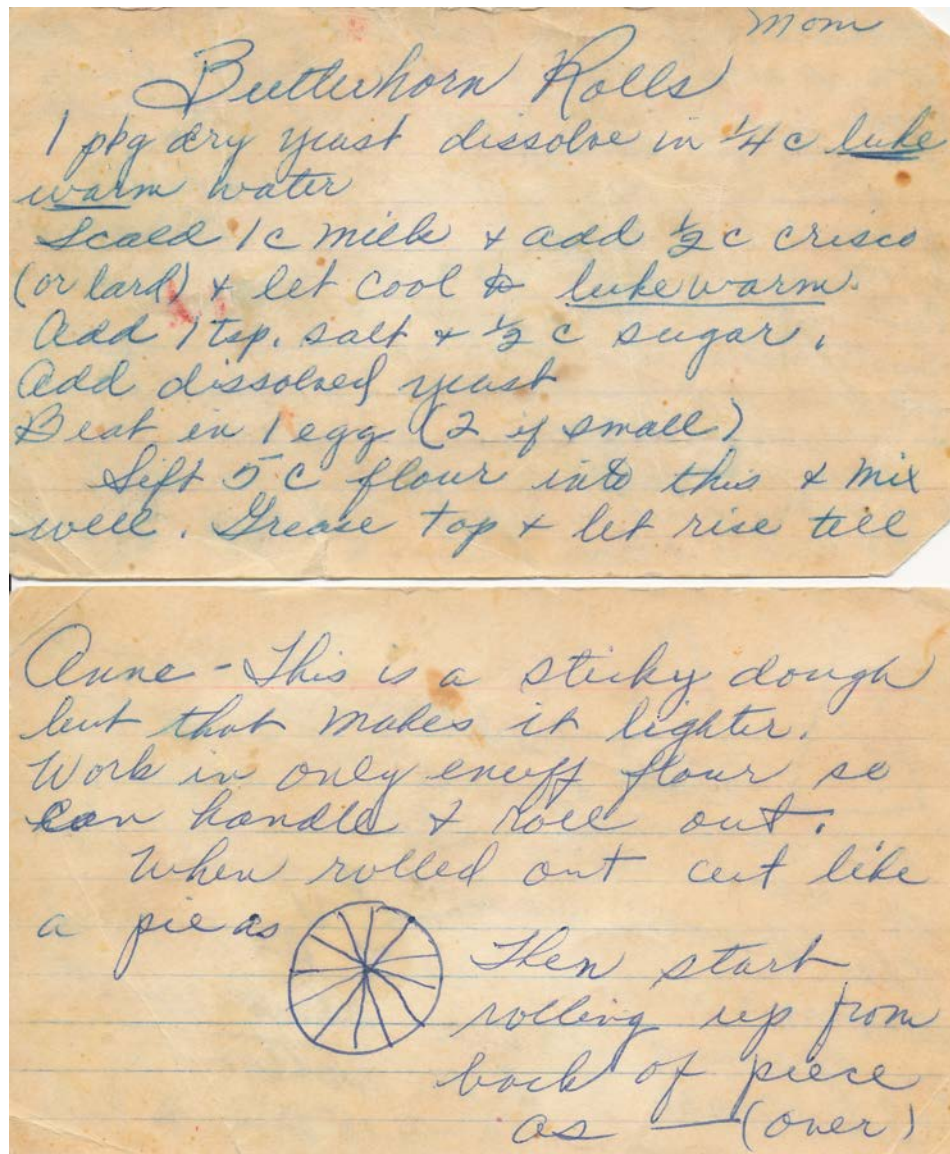 Mom
Butterhorn Rolls
1 pkg dry yeast dissolve in 1/4 c luke
warm water
Scald 1 c milk + add 1/2 c crisco
(or lard) + let cool to lukewarm.
Add 1 tsp. salt + 1/2 c sugar.
Add dissolved yeast
Beat in 1 egg (2 if small)
Sift 5 c flour into this + mix
well. Grease top + let rise till
Anne - This is a sticky dough
but that makes it lighter.
Work in only enuff flour so
can handle + roll out.
When rolled out cut like
a pie as
Then start
rolling up from
back of piece
as — (over)